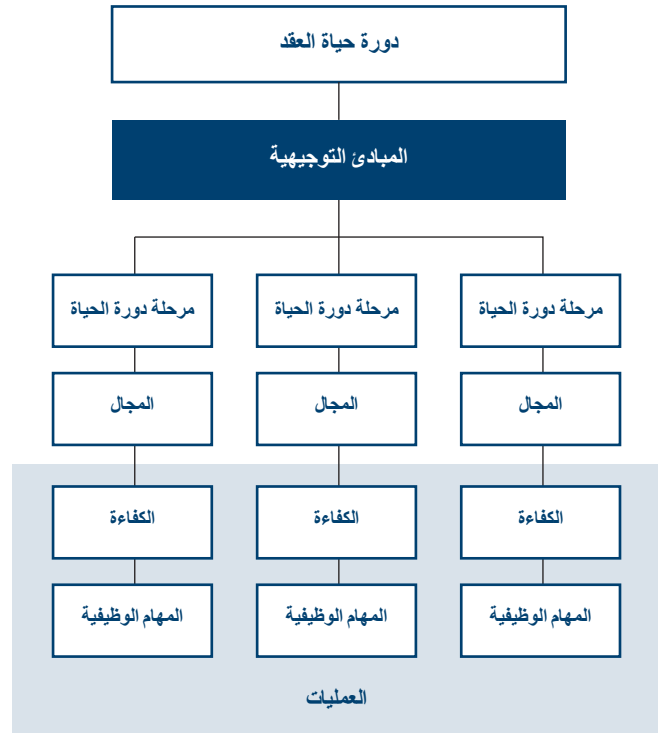 دورة حياة العقد
المبادئ التوجيهية
مرحلة دورة الحياة
مرحلة دورة الحياة
مرحلة دورة الحياة
المجال
المجال
المجال
الكفاءة
الكفاءة
الكفاءة
المهام الوظيفية
المهام الوظيفية
المهام الوظيفية
العمليات